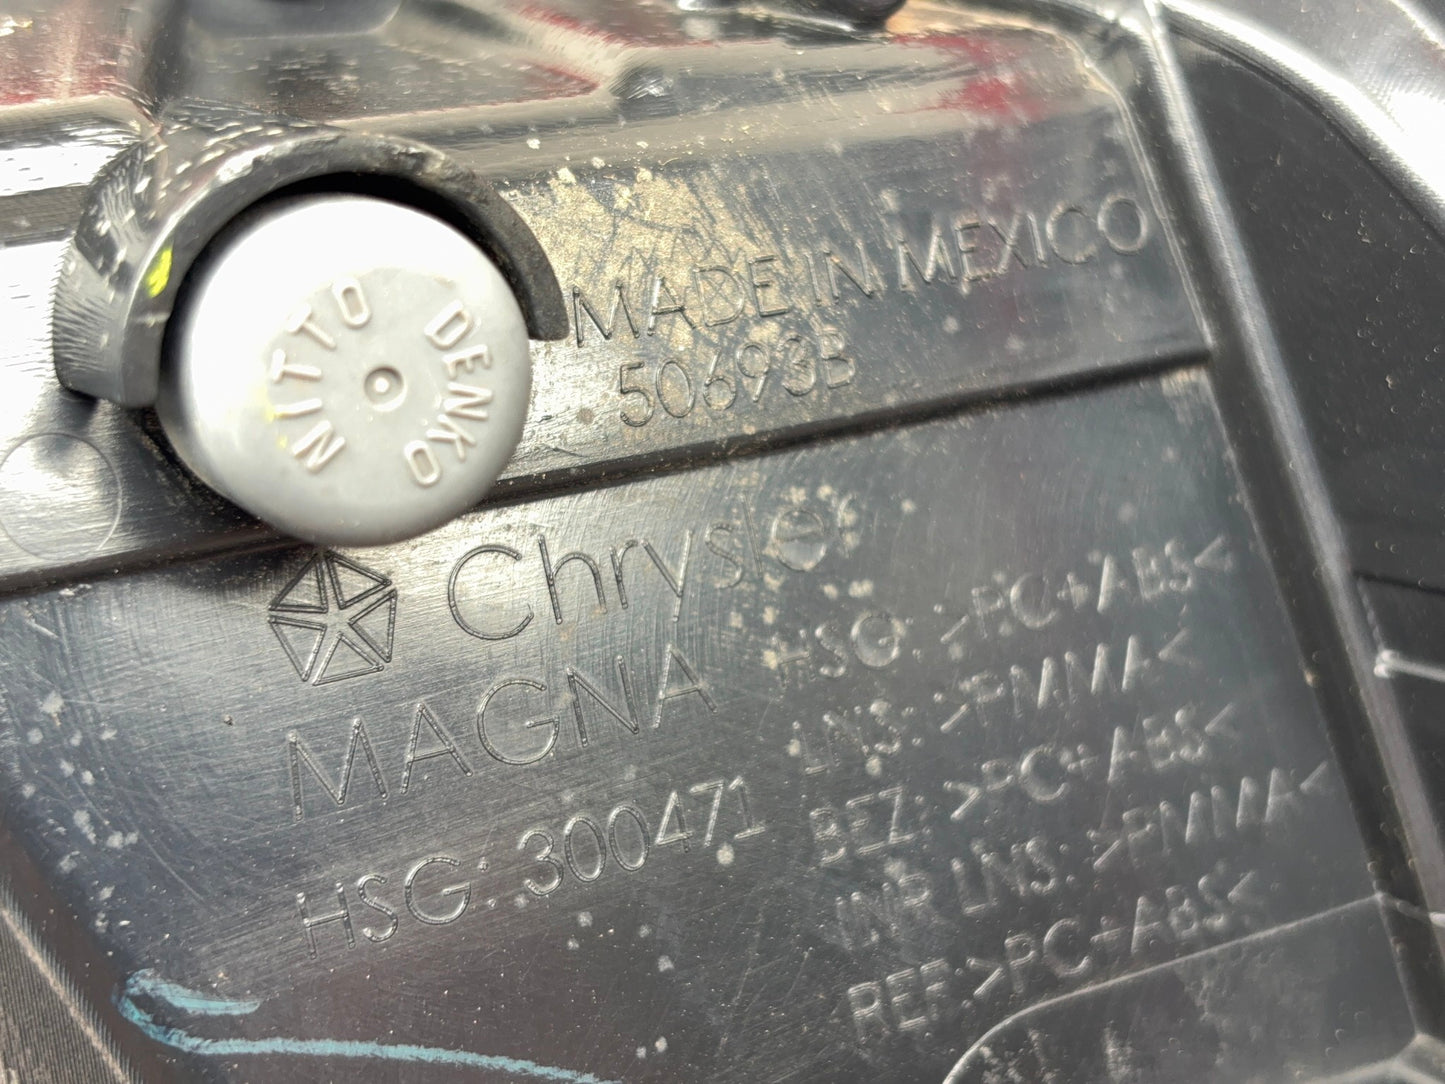 NITTO DENKO
MADE IN MEXICO
50693B
Chrysler
MAGNA
HSG: 300471
HSG: >PC+ABS<
LNS: >PMMA<
BEZ: >PC+ABS<
INR LNS: >PMMA<
REF: >PC+ABS<